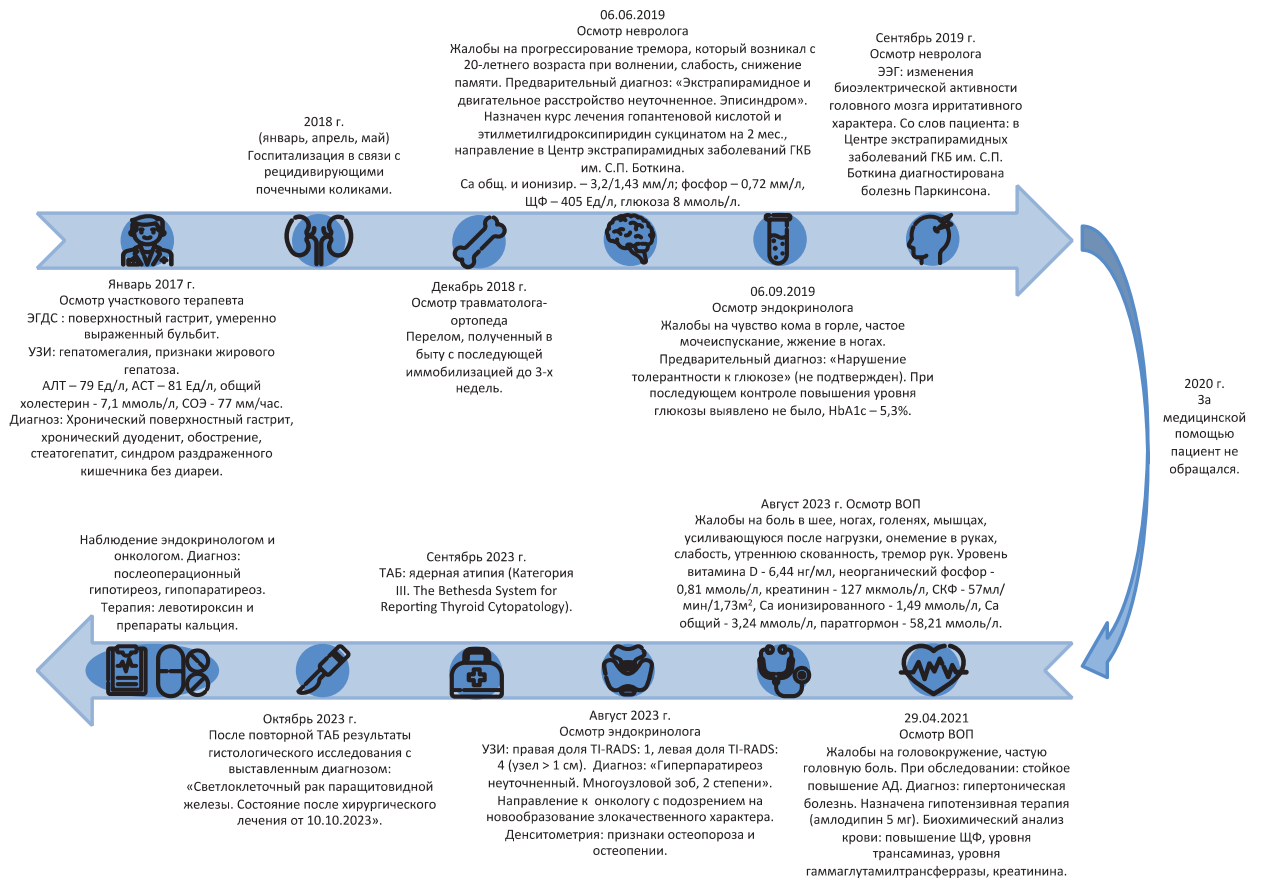 Январь 2017 г.
Осмотр участкового терапевта
ЭГДС : поверхностный гастрит, умеренно
выраженный бульбит.
УЗИ: гепатомегалия, признаки жирового
гепатоза.
АЛТ – 79 Ед/л, АСТ – 81 Ед/л, общий
холестерин - 7,1 ммоль/л, СОЭ - 77 мм/час.
Диагноз: Хронический поверхностный гастрит,
хронический дуоденит, обострение,
стеатогепатит, синдром раздраженного
кишечника без диареи.
2018 г.
(январь, апрель, май)
Госпитализация в связи с
рецидивирующими
почечными коликами.
Декабрь 2018 г.
Осмотр травматолога-
ортопеда
Перелом, полученный в
быту с последующей
иммобилизацией до 3-х
недель.
06.06.2019
Осмотр невролога
Жалобы на прогрессирование тремора, который возникал с
20-летнего возраста при волнении, слабость, снижение
памяти. Предварительный диагноз: «Экстрапирамидное и
двигательное расстройство неуточненное. Эписиндром».
Назначен курс лечения гопантеновой кислотой и
этилметилгидроксипиридин сукцинатом на 2 мес.,
направление в Центр экстрапирамидных заболеваний ГКБ
им. С.П. Боткина.
Са общ. и ионизир. – 3,2/1,43 мм/л; фосфор – 0,72 мм/л,
ЩФ – 405 Ед/л, глюкоза 8 ммоль/л.
06.09.2019
Осмотр эндокринолога
Жалобы на чувство кома в горле, частое
мочеиспускание, жжение в ногах.
Предварительный диагноз: «Нарушение
толерантности к глюкозе» (не подтвержден). При
последующем контроле повышения уровня
глюкозы выявлено не было, HbA1c – 5,3%.
Сентябрь 2019 г.
Осмотр невролога
ЭЭГ: изменения
биоэлектрической активности
головного мозга ирритативного
характера. Со слов пациента: в
Центре экстрапирамидных
заболеваний ГКБ им. С.П.
Боткина диагностирована
болезнь Паркинсона.
2020 г.
За
медицинской
помощью
пациент не
обращался.
29.04.2021
Осмотр ВОП
Жалобы на головокружение, частую
головную боль. При обследовании: стойкое
повышение АД. Диагноз: гипертоническая
болезнь. Назначена гипотензивная терапия
(амлодипин 5 мг). Биохимический анализ
крови: повышение ЩФ, уровня
трансаминаз, уровня
гаммаглутамилтрансферразы, креатинина.
Август 2023 г. Осмотр ВОП
Жалобы на боль в шее, ногах, голенях, мышцах,
усиливающуюся после нагрузки, онемение в руках,
слабость, утреннюю скованность, тремор рук. Уровень
витамина D - 6,44 нг/мл, неорганический фосфор -
0,81 ммоль/л, креатинин - 127 мкмоль/л, СКФ - 57мл/
мин/1,73м², Са ионизированного - 1,49 ммоль/л, Са
общий - 3,24 ммоль/л, паратгормон - 58,21 ммоль/л.
Август 2023 г.
Осмотр эндокринолога
УЗИ: правая доля TI-RADS: 1, левая доля TI-RADS:
4 (узел > 1 см). Диагноз: «Гиперпаратиреоз
неуточненный. Многоузловой зоб, 2 степени».
Направление к онкологу с подозрением на
новообразование злокачественного характера.
Денситометрия: признаки остеопороза и
остеопении.
Сентябрь 2023 г.
ТАБ: ядерная атипия (Категория
III. The Bethesda System for
Reporting Thyroid Cytopatology).
Октябрь 2023 г.
После повторной ТАБ результаты
гистологического исследования с
выставленным диагнозом:
«Светлоклеточный рак паращитовидной
железы. Состояние после хирургического
лечения от 10.10.2023».
Наблюдение эндокринологом и
онкологом. Диагноз:
послеоперационный
гипотиреоз, гипопаратиреоз.
Терапия: левотироксин и
препараты кальция.